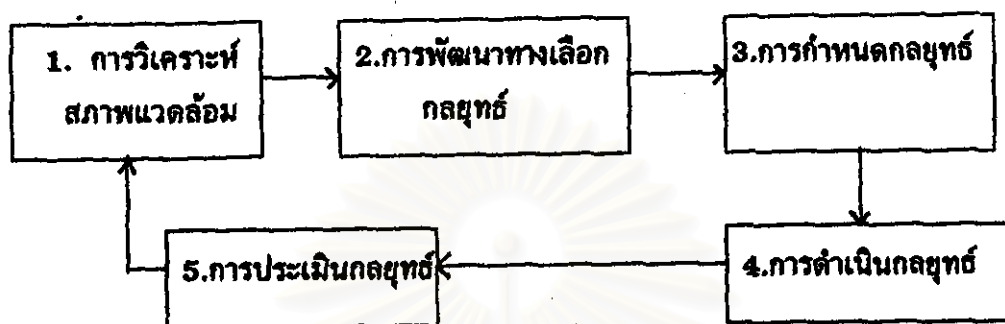 1. การวิเคราะห์
สภาพแวดล้อม
2.การพัฒนาทางเลือก
กลยุทธ์
3.การกำหนดกลยุทธ์
4.การดำเนินกลยุทธ์
5.การประเมินกลยุทธ์